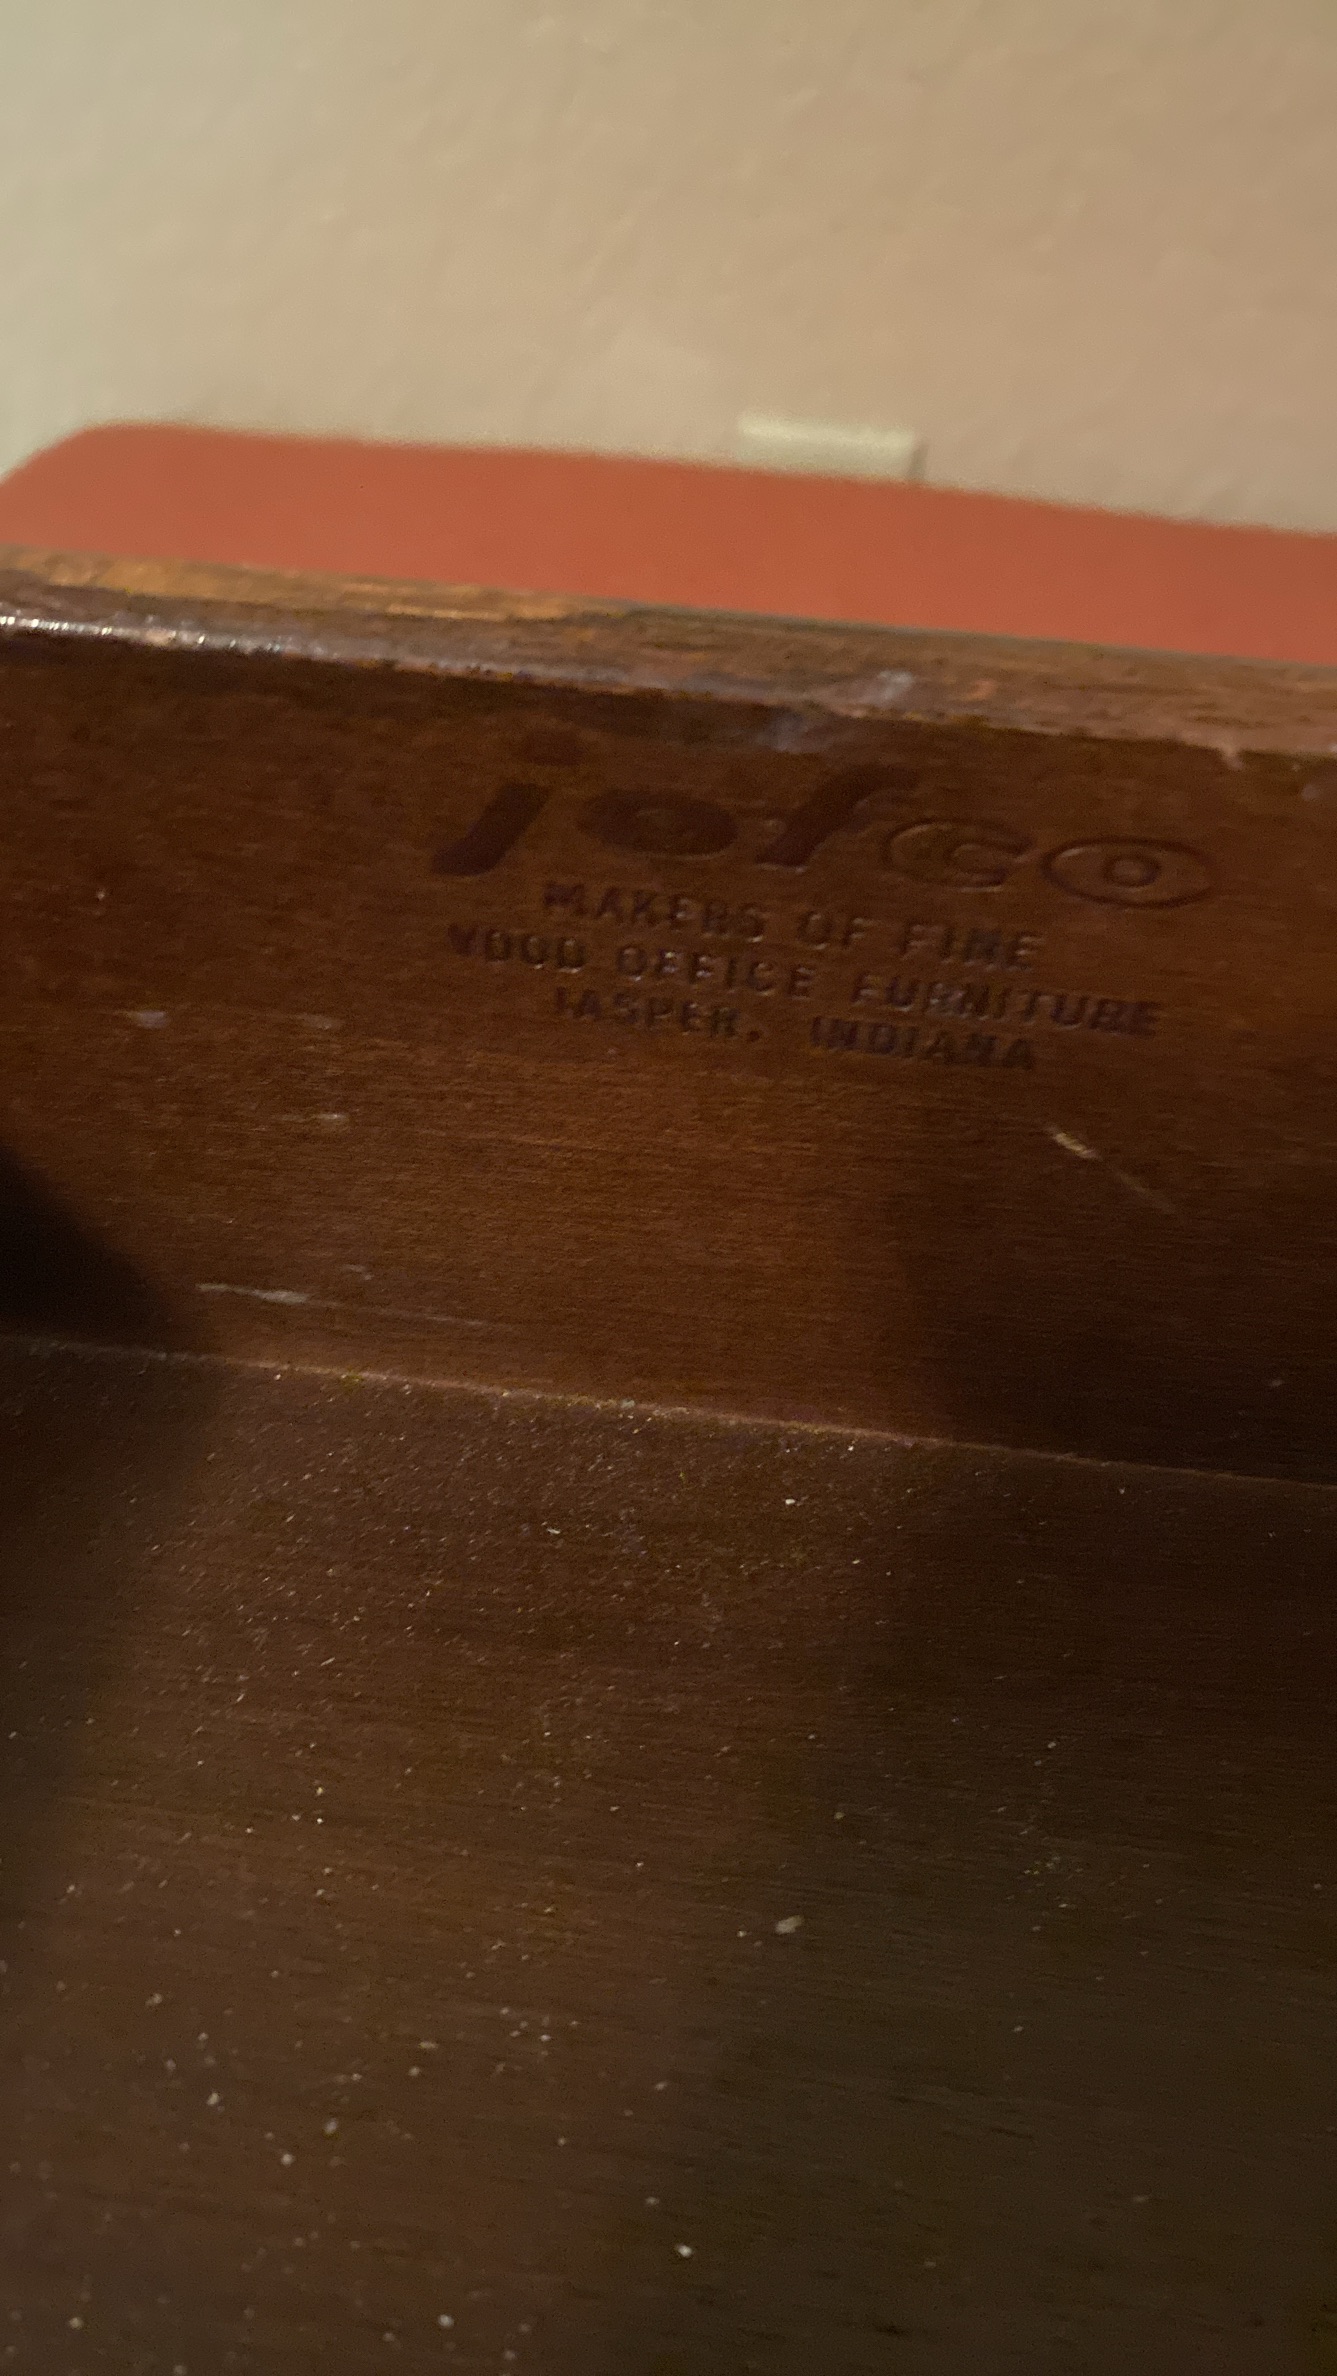 jofco
MAKERS OF FINE
WOOD OFFICE FURNITURE
JASPER, INDIANA